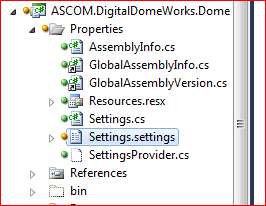 ASCOM.DigitalDomeWorks.Dome
Properties
AssemblyInfo.cs
GlobalAssemblyInfo.cs
GlobalAssemblyVersion.cs
Resources.resx
Settings.cs
Settings.settings
SettingsProvider.cs
References
bin